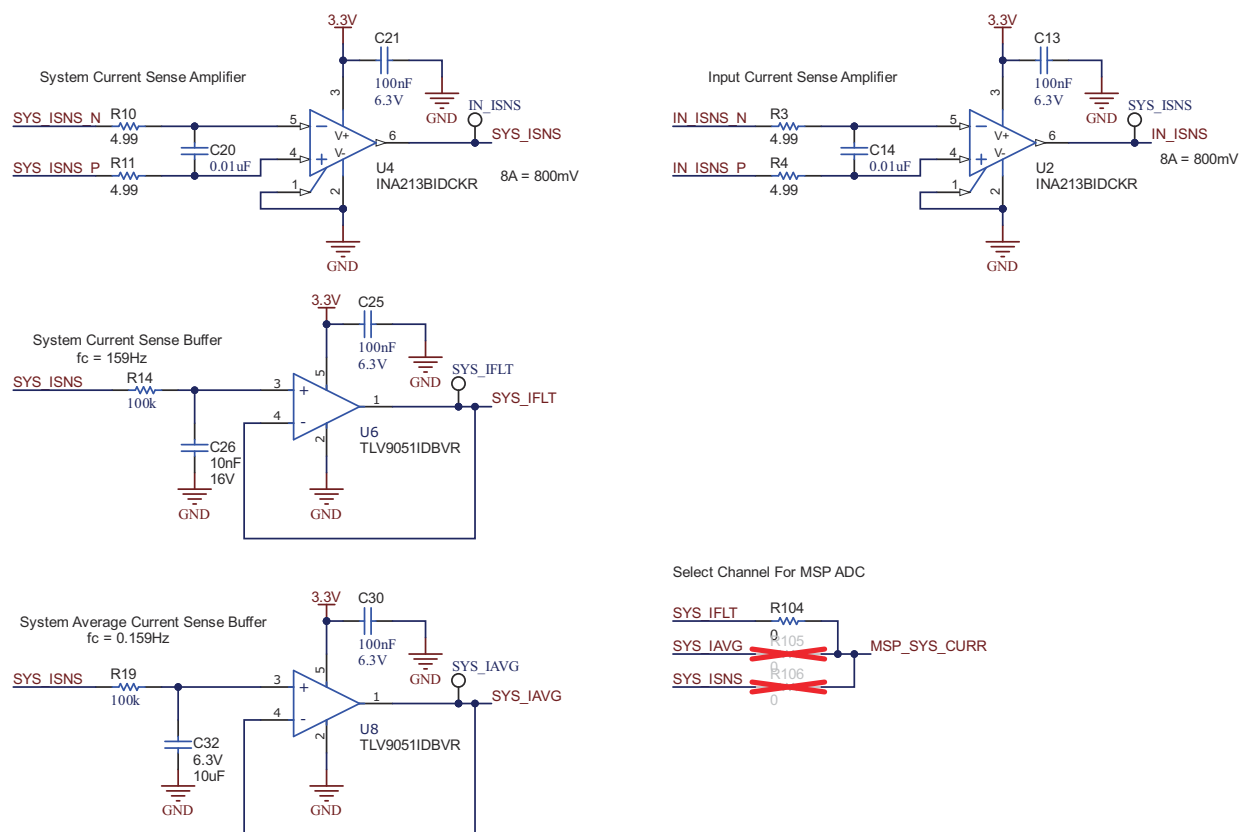 System Current Sense Amplifier
3.3V
C21
100nF
6.3V
GND
3
SYS_ISNS_N
R10
4.99
C20
0.01uF
SYS_ISNS_P
R11
4.99
5
4
1
V+
V-
6
2
U4
INA213BIDCKR
IN_ISNS
SYS_ISNS
8A = 800mV
GND
Input Current Sense Amplifier
3.3V
C13
100nF
6.3V
GND
3
IN_ISNS_N
R3
4.99
C14
0.01uF
IN_ISNS_P
R4
4.99
5
4
1
V+
V-
6
2
U2
INA213BIDCKR
SYS_ISNS
IN_ISNS
8A = 800mV
GND
System Current Sense Buffer
fc = 159Hz
3.3V
C25
100nF
6.3V
GND
SYS_ISNS
R14
100k
C26
10nF
16V
GND
3
4
5
2
1
+
-
U6
TLV9051IDBVR
SYS_IFLT
SYS_IFLT
GND
System Average Current Sense Buffer
fc = 0.159Hz
3.3V
C30
100nF
6.3V
GND
SYS_ISNS
R19
100k
C32
6.3V
10uF
GND
3
4
5
2
1
+
-
U8
TLV9051IDBVR
SYS_IAVG
SYS_IAVG
GND
Select Channel For MSP ADC
SYS_IFLT
R104
0
SYS_IAVG
R105
0
SYS_ISNS
R106
0
MSP_SYS_CURR